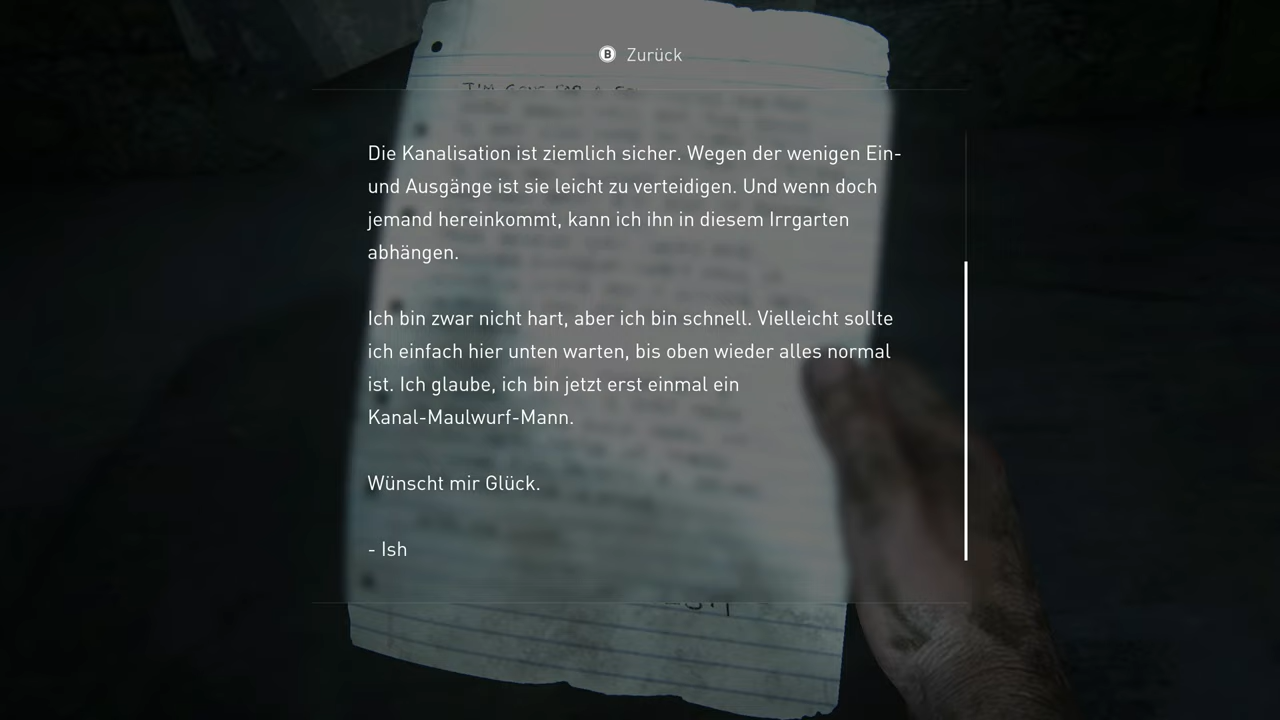 B Zurück
Die Kanalisation ist ziemlich sicher. Wegen der wenigen Ein-
und Ausgänge ist sie leicht zu verteidigen. Und wenn doch
jemand hereinkommt, kann ich ihn in diesem Irrgarten
abhängen.
Ich bin zwar nicht hart, aber ich bin schnell. Vielleicht sollte
ich einfach hier unten warten, bis oben wieder alles normal
ist. Ich glaube, ich bin jetzt erst einmal ein
Kanal-Maulwurf-Mann.
Wünscht mir Glück.
- Ish